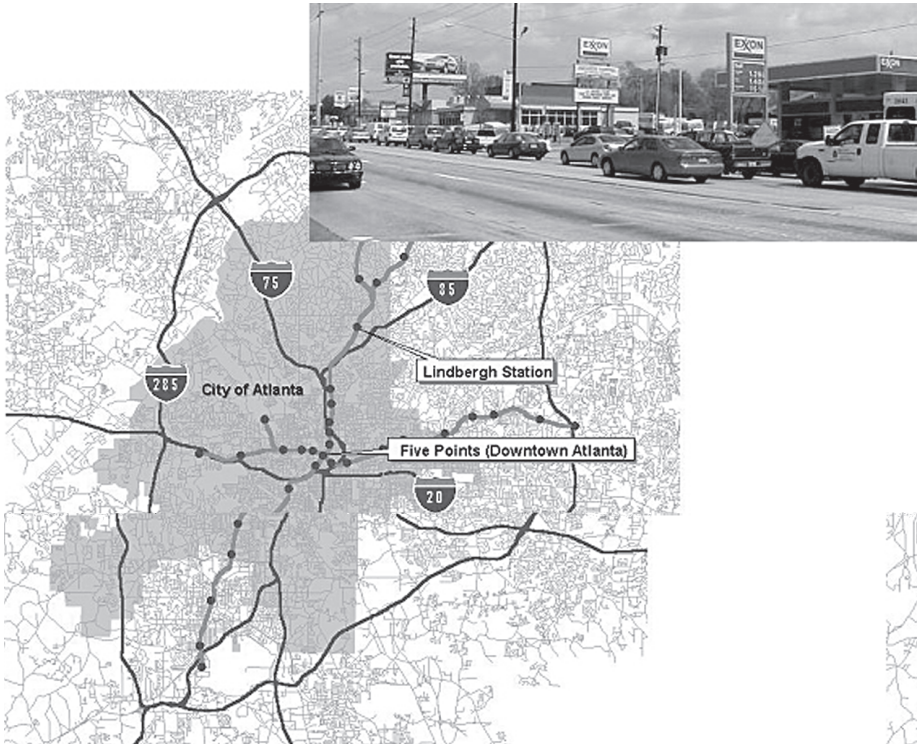 EXXON
EXXON
EXXON
75
85
Lindbergh Station
285
City of Atlanta
Five Points (Downtown Atlanta)
20